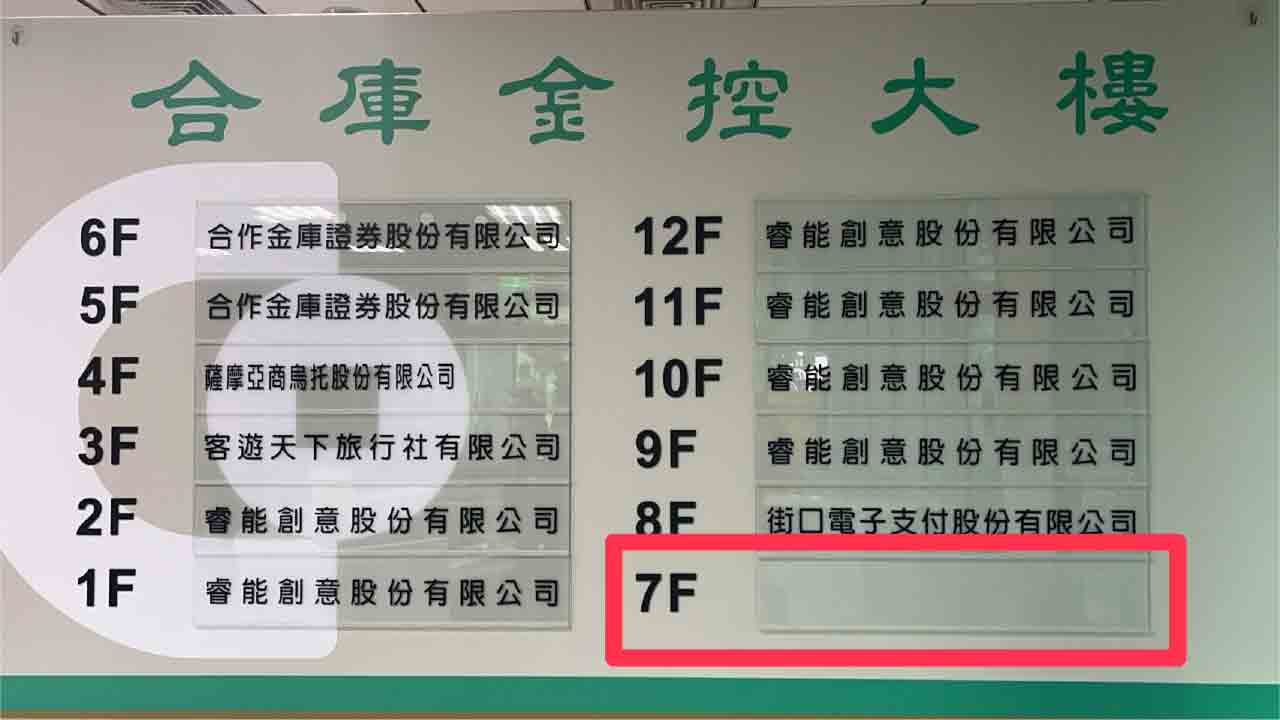 合庫金控大樓
6F 合作金庫證券股份有限公司
5F 合作金庫證券股份有限公司
4F 薩摩亞商鳥托股份有限公司
3F 客遊天下旅行社有限公司
2F 睿能創意股份有限公司
1F 睿能創意股份有限公司
12F 睿能創意股份有限公司
11F 睿能創意股份有限公司
10F 睿能創意股份有限公司
9F 睿能創意股份有限公司
8F 街口電子支付股份有限公司
7F